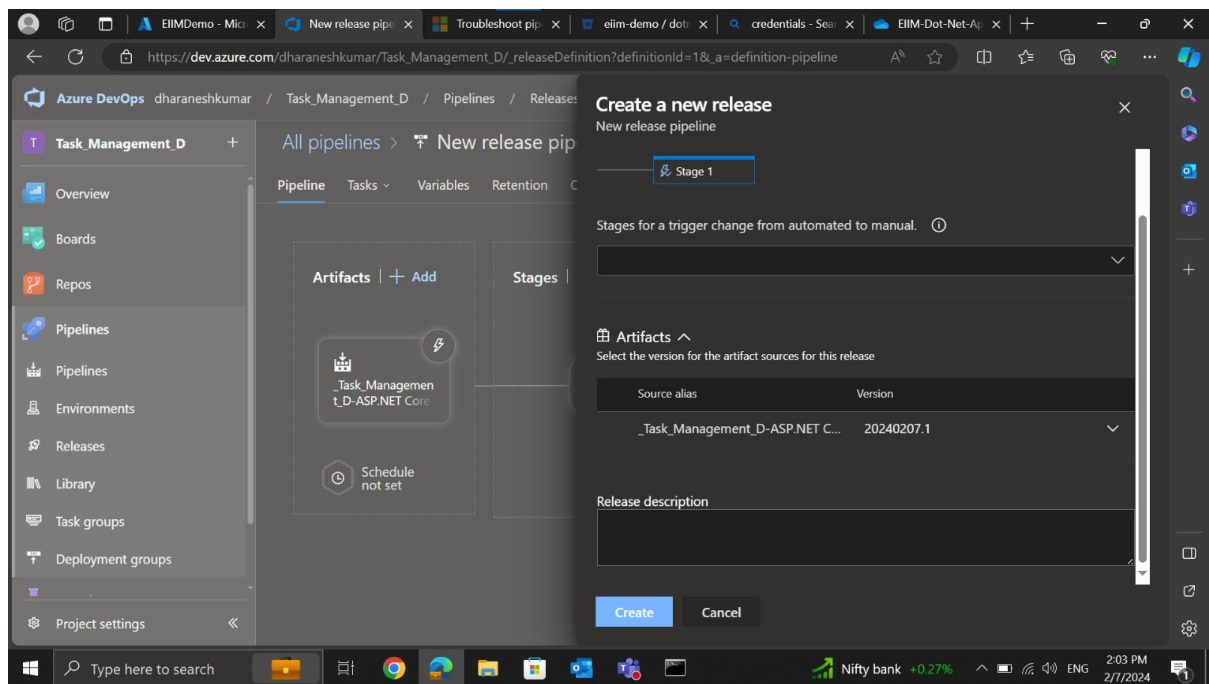 EIIMDemo - Micr
New release pipe
Troubleshoot pip
eiim-demo / dot
credentials - Sear
EIIM-Dot-Net-Ap
https://dev.azure.com/dharaneshkumar/Task_Management_D/_releaseDefinition?definitionId=1&_a=definition-pipeline
Azure DevOps dharaneshkumar / Task_Management_D / Pipelines / Releases
T Task_Management_D +
Overview
Boards
Repos
Pipelines
Pipelines
Environments
Releases
Library
Task groups
Deployment groups
Project settings
All pipelines > New release pip
Pipeline Tasks Variables Retention
Artifacts | + Add
Stages |
_Task_Managemen
t_D-ASP.NET Core
Schedule
not set
Create a new release
New release pipeline
Stage 1
Stages for a trigger change from automated to manual.
Artifacts
Select the version for the artifact sources for this release
Source alias Version
_Task_Management_D-ASP.NET C... 20240207.1
Release description
Create Cancel
Type here to search
Nifty bank +0.27%
ENG
2:03 PM
2/7/2024